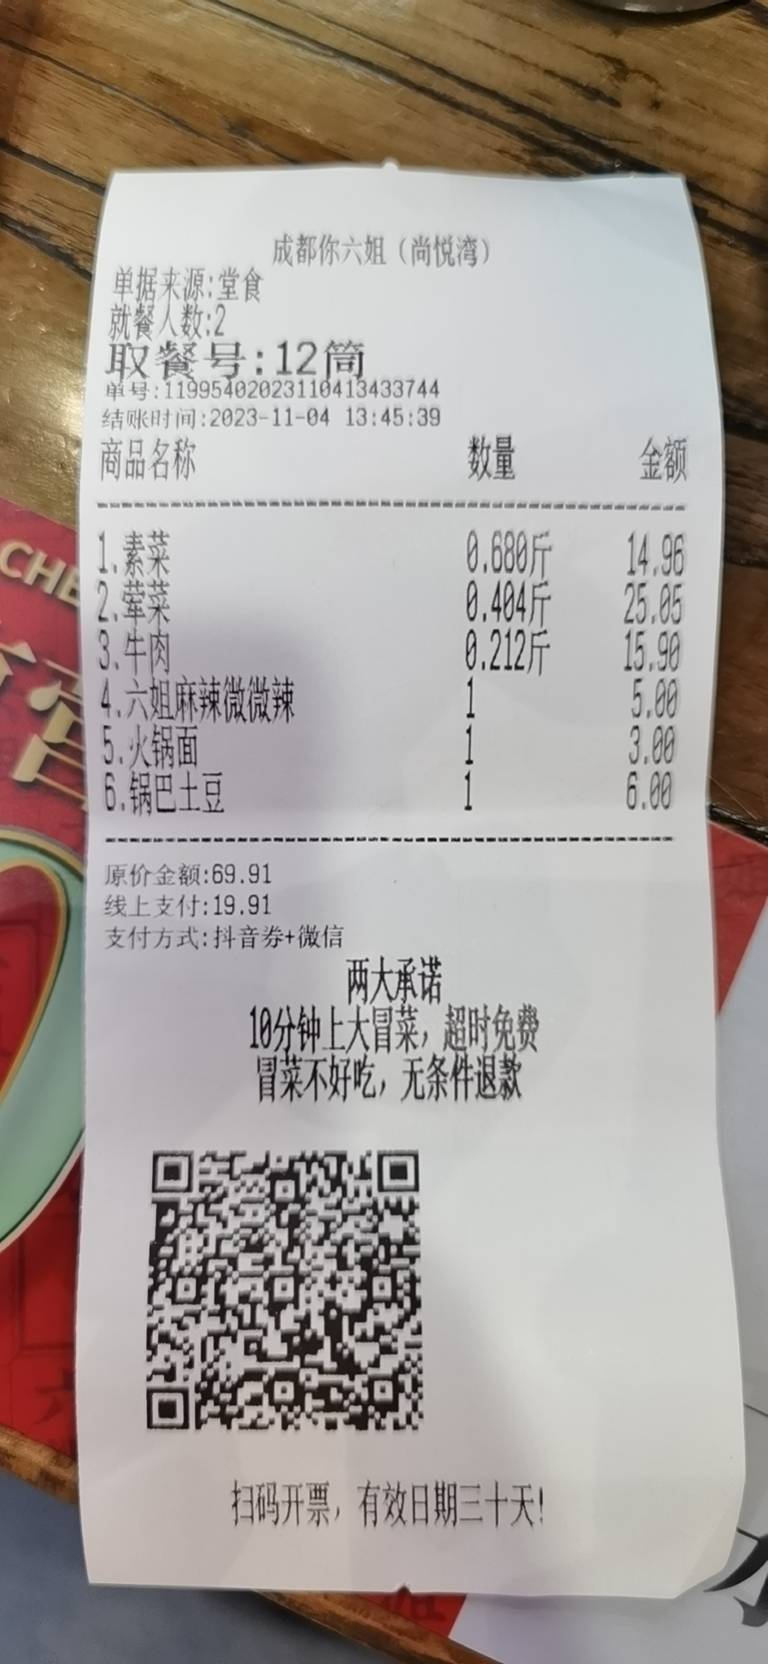 成都你六姐（尚悦湾）
单据来源:堂食
就餐人数:2
取餐号:12筒
单号:11995402023110413433744
结账时间:2023-11-04 13:45:39
商品名称 数量 金额
1.素菜 0.680斤 14.96
2.荤菜 0.404斤 25.05
3.牛肉 0.212斤 15.90
4.六姐麻辣微微辣 1 5.00
5.火锅面 1 3.00
6.锅巴土豆 1 6.00
原价金额:69.91
线上支付:19.91
支付方式:抖音券+微信
两大承诺
10分钟上大冒菜，超时免费
冒菜不好吃，无条件退款
扫码开票，有效日期三十天!
CHE
宫